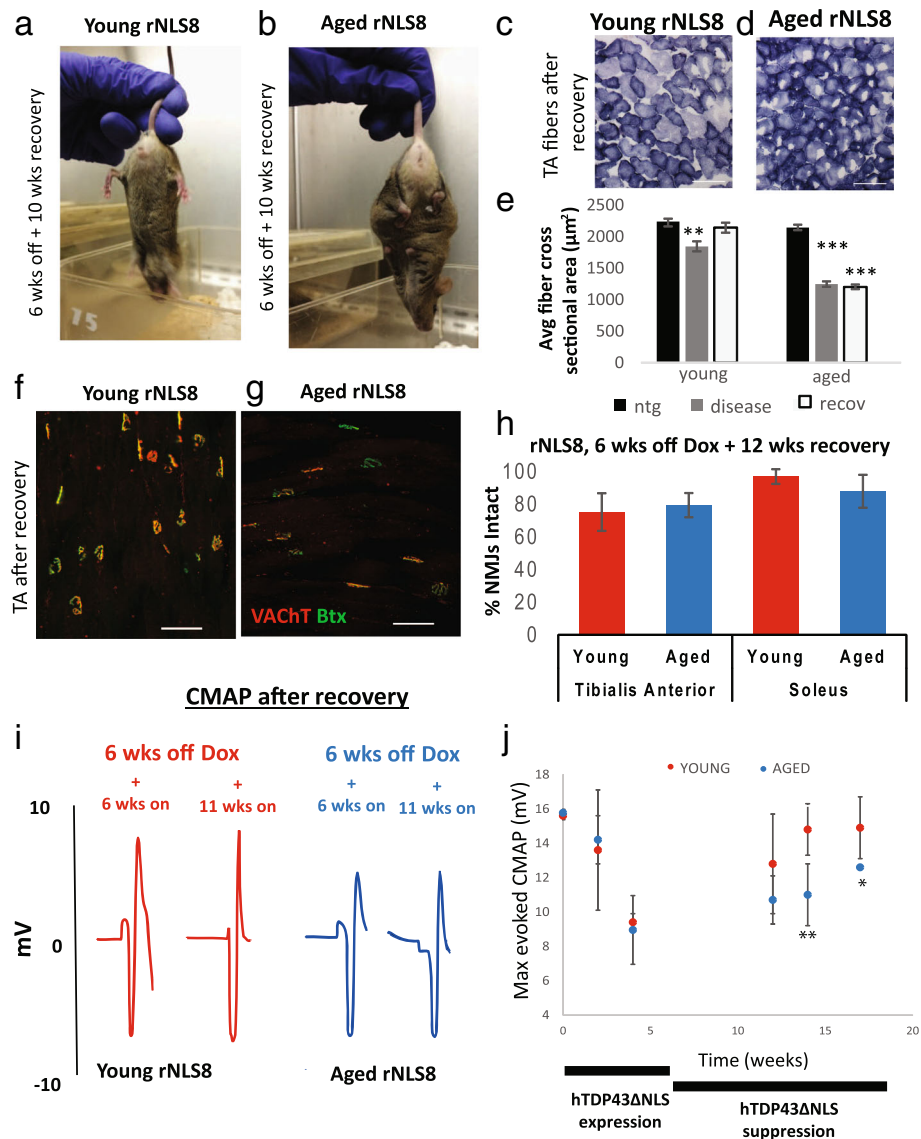 a
Young rNLS8
b
Aged rNLS8
6 wks off + 10 wks recovery
6 wks off + 10 wks recovery
75
c
Young rNLS8
d
Aged rNLS8
TA fibers after
recovery
e
Avg fiber cross
sectional area (µm²)
2500
2000
1500
1000
500
0
**
***
***
young
aged
ntg
disease
recov
f
Young rNLS8
g
Aged rNLS8
TA after recovery
VAChT Btx
h
rNLS8, 6 wks off Dox + 12 wks recovery
% NMJs Intact
100
80
60
40
20
0
Young
Aged
Young
Aged
Tibialis Anterior
Soleus
CMAP after recovery
i
6 wks off Dox
+
6 wks on
+
11 wks on
6 wks off Dox
+
6 wks on
+
11 wks on
10
mV
0
-10
Young rNLS8
Aged rNLS8
j
YOUNG
AGED
Max evoked CMAP (mV)
18
16
14
12
10
8
6
4
**
*
0
5
10
15
20
Time (weeks)
hTDP43ΔNLS
expression
hTDP43ΔNLS
suppression